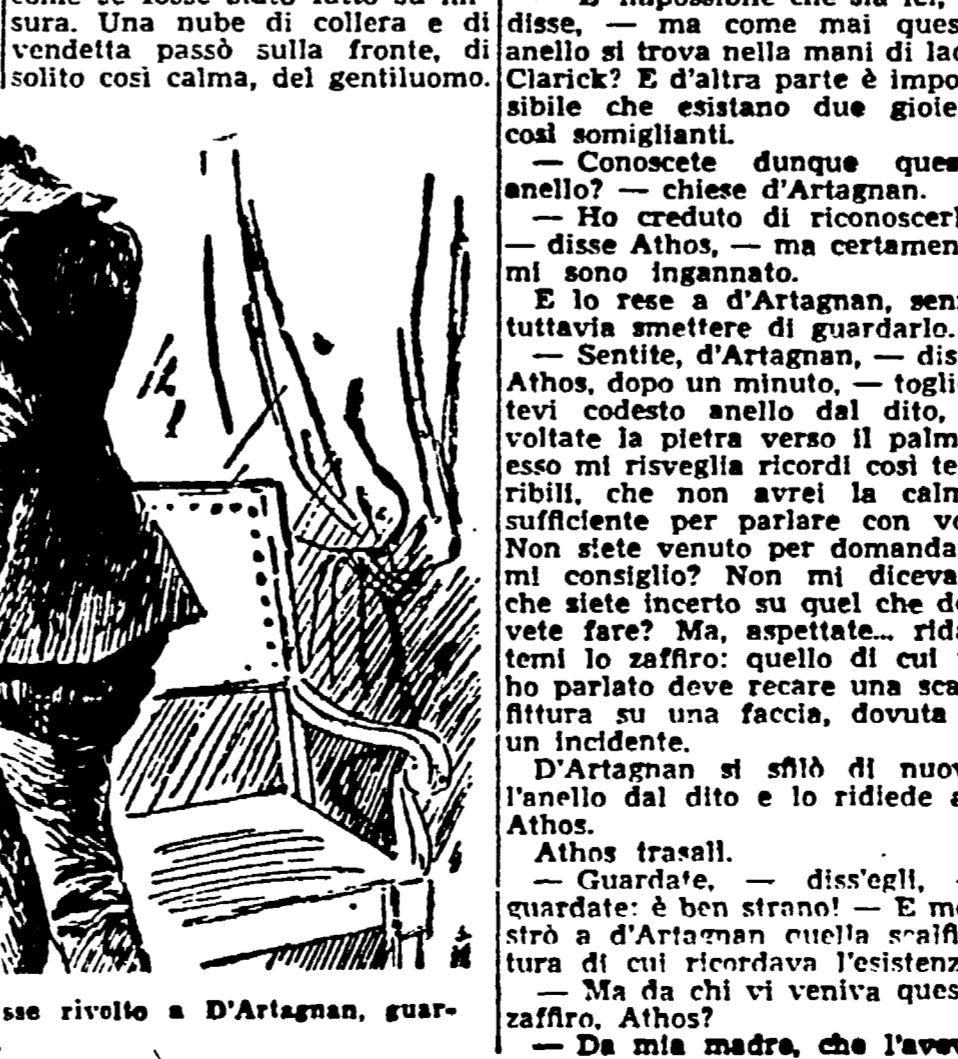 sura. Una nube di collera e di
vendetta passò sulla fronte, di
solito così calma, del gentiluomo.
sse rivolto a D'Artagnan, guar-
disse, — ma come mai ques
anello si trova nella mani di lad
Clarick? E d'altra parte è impo
sibile che esistano due gioie
così somiglianti.
— Conoscete dunque ques
anello? — chiese d'Artagnan.
— Ho creduto di riconoscerl
— disse Athos, — ma certamen
mi sono ingannato.
E lo rese a d'Artagnan, sen
tuttavia smettere di guardarlo.
— Sentite, d'Artagnan, — dis
Athos, dopo un minuto, — togli
tevi codesto anello dal dito,
voltate la pietra verso il palm
esso mi risveglia ricordi così te
ribili, che non avrei la calm
sufficiente per parlare con vo
Non siete venuto per domanda
mi consiglio? Non mi diceva
che siete incerto su quel che d
vete fare? Ma, aspettate... rida
temi lo zaffiro: quello di cui
ho parlato deve recare una sca
fittura su una faccia, dovuta
un incidente.
D'Artagnan si sfilò di nuov
l'anello dal dito e lo ridiede a
Athos.
Athos trasalì.
— Guardate, — diss'egli, —
guardate: è ben strano! — E mo
strò a d'Artagnan quella scalfi
tura di cui ricordava l'esistenz
— Ma da chi vi veniva ques
zaffiro, Athos?
— Da mia madre, che l'avev